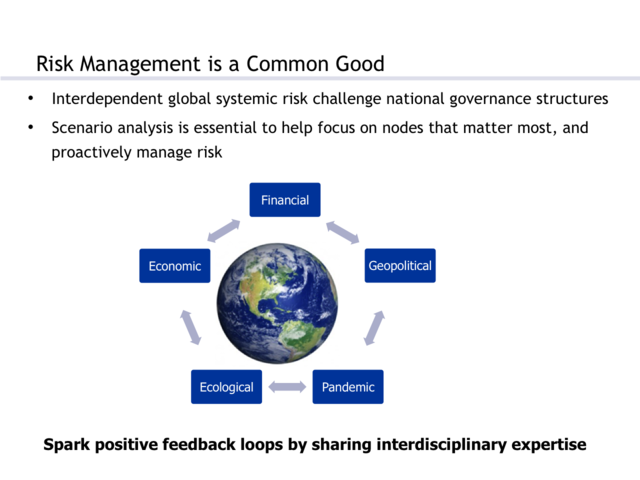 Risk Management is a Common Good
• Interdependent global systemic risk challenge national governance structures
• Scenario analysis is essential to help focus on nodes that matter most, and
proactively manage risk
Financial
Economic
Geopolitical
Ecological
Pandemic
Spark positive feedback loops by sharing interdisciplinary expertise